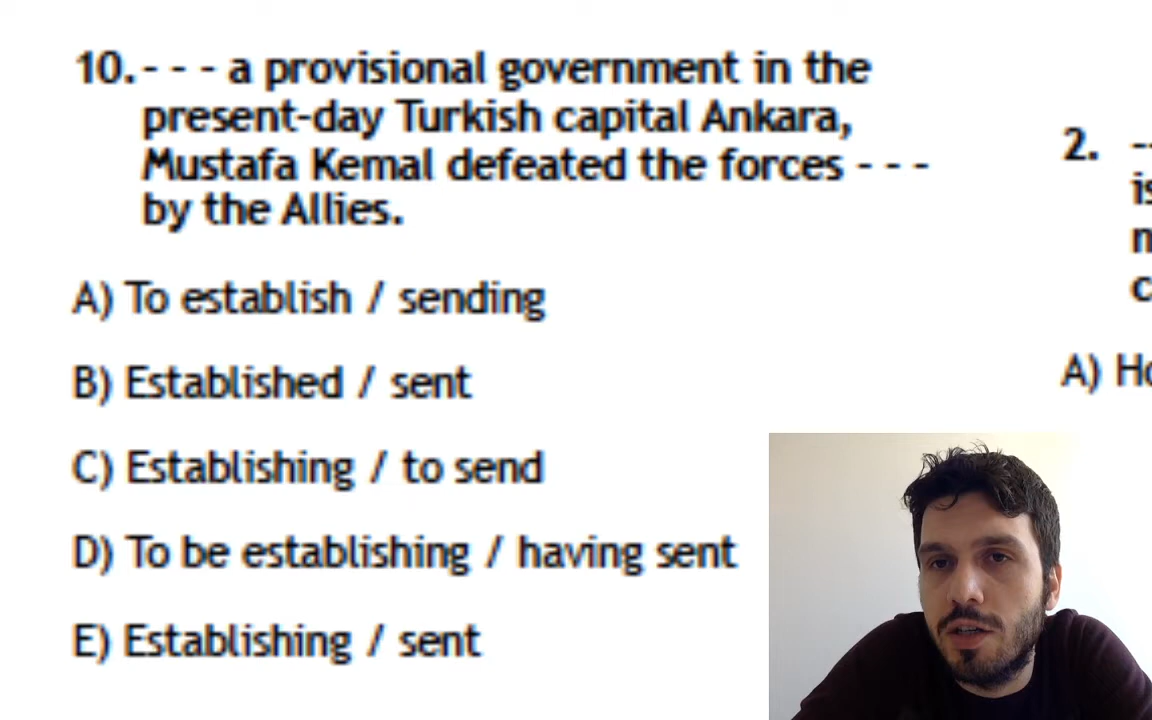 10. - - - a provisional government in the
present-day Turkish capital Ankara,
Mustafa Kemal defeated the forces - - -
by the Allies.
A) To establish / sending
B) Established / sent
C) Establishing / to send
D) To be establishing / having sent
E) Establishing / sent
2. --
is
A)